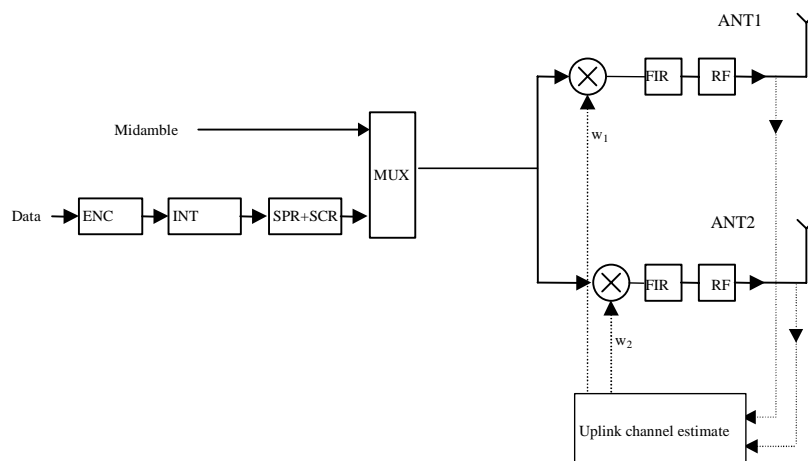 ANT1
FIR
RF
Midamble
w1
MUX
Data
ENC
INT
SPR+SCR
ANT2
FIR
RF
w2
Uplink channel estimate